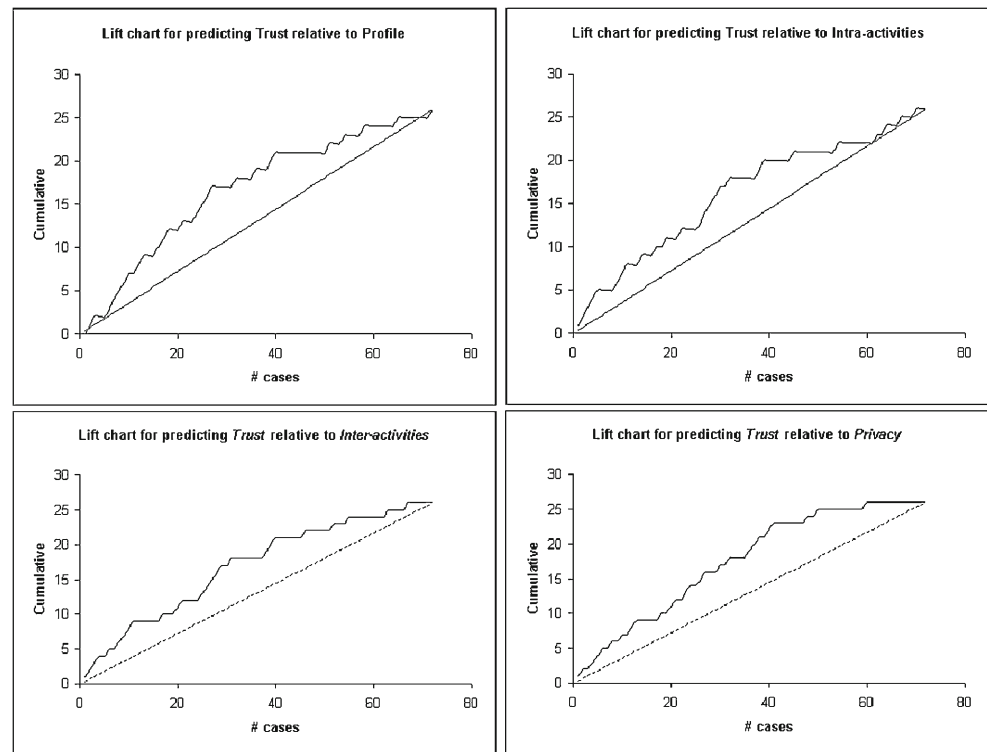 Lift chart for predicting Trust relative to Profile
30
25
20
15
10
5
0
Cumulative
0 20 40 60 80
# cases
Lift chart for predicting Trust relative to Intra-activities
30
25
20
15
10
5
0
Cumulative
0 20 40 60 80
# cases
Lift chart for predicting Trust relative to Inter-activities
30
25
20
15
10
5
0
Cumulative
0 20 40 60 80
# cases
Lift chart for predicting Trust relative to Privacy
30
25
20
15
10
5
0
Cumulative
0 20 40 60 80
# cases